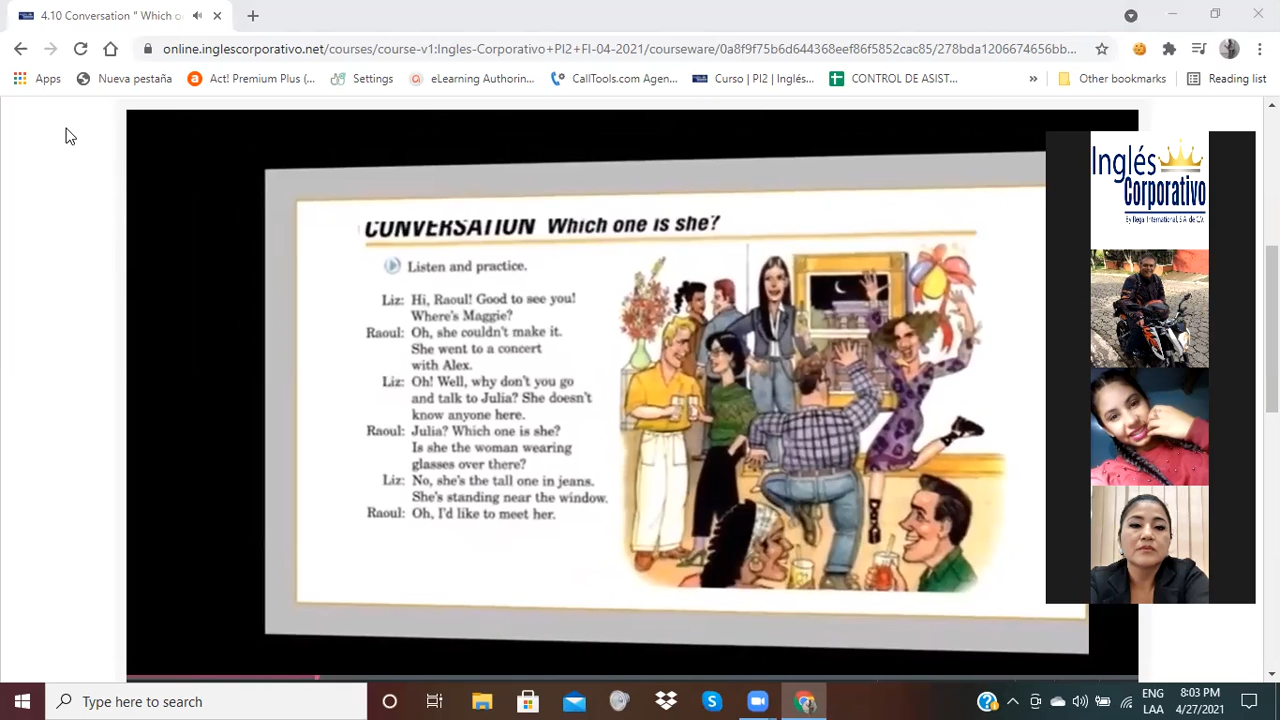 4.10 Conversation " Which o
online.inglescorporativo.net/courses/course-v1:Ingles-Corporativo+PI2+FI-04-2021/courseware/0a8f9f75b6d644368eef86f5852cac85/278bda1206674656bb...
Apps Nueva pestaña Act! Premium Plus (... Settings eLearning Authorin... CallTools.com Agen... Curso | PI2 | Inglés... CONTROL DE ASIST... » Other bookmarks Reading list
Inglés
Corporativo
By Regal International, S.A. de C.V.
CONVERSATION Which one is she?
Listen and practice.
Liz: Hi, Raoul! Good to see you!
Where's Maggie?
Raoul: Oh, she couldn't make it.
She went to a concert
with Alex.
Liz: Oh! Well, why don't you go
and talk to Julia? She doesn't
know anyone here.
Raoul: Julia? Which one is she?
Is she the woman wearing
glasses over there?
Liz: No, she's the tall one in jeans.
She's standing near the window.
Raoul: Oh, I'd like to meet her.
Type here to search
ENG
LAA
8:03 PM
4/27/2021